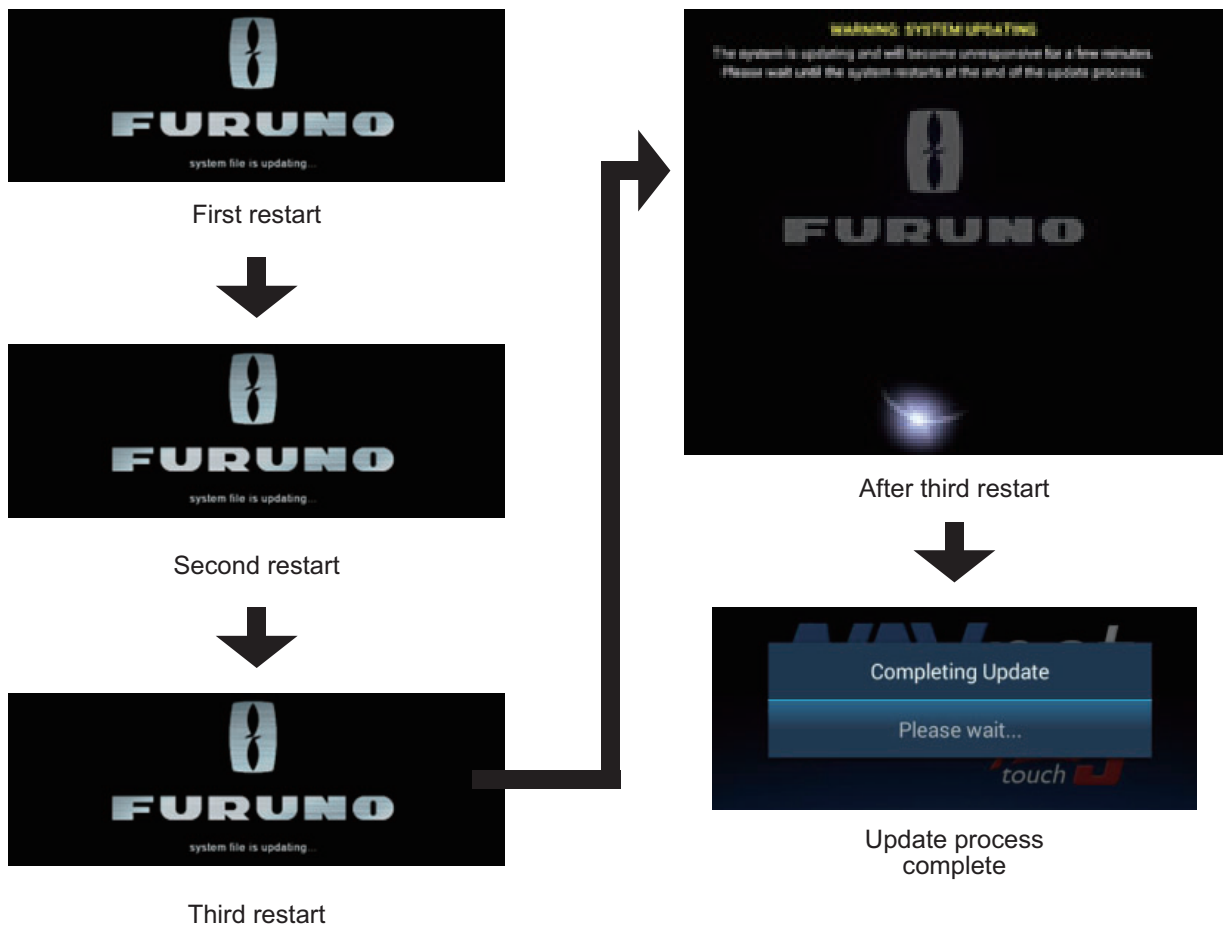 FURUNO
system file is updating...
First restart
FURUNO
system file is updating...
Second restart
FURUNO
system file is updating...
Third restart
WARNING: SYSTEM UPDATING
The system is updating and will become unresponsive for a few minutes.
Please wait until the system restarts at the end of the update process.
FURUNO
After third restart
Completing Update
Please wait...
touch
Update process
complete